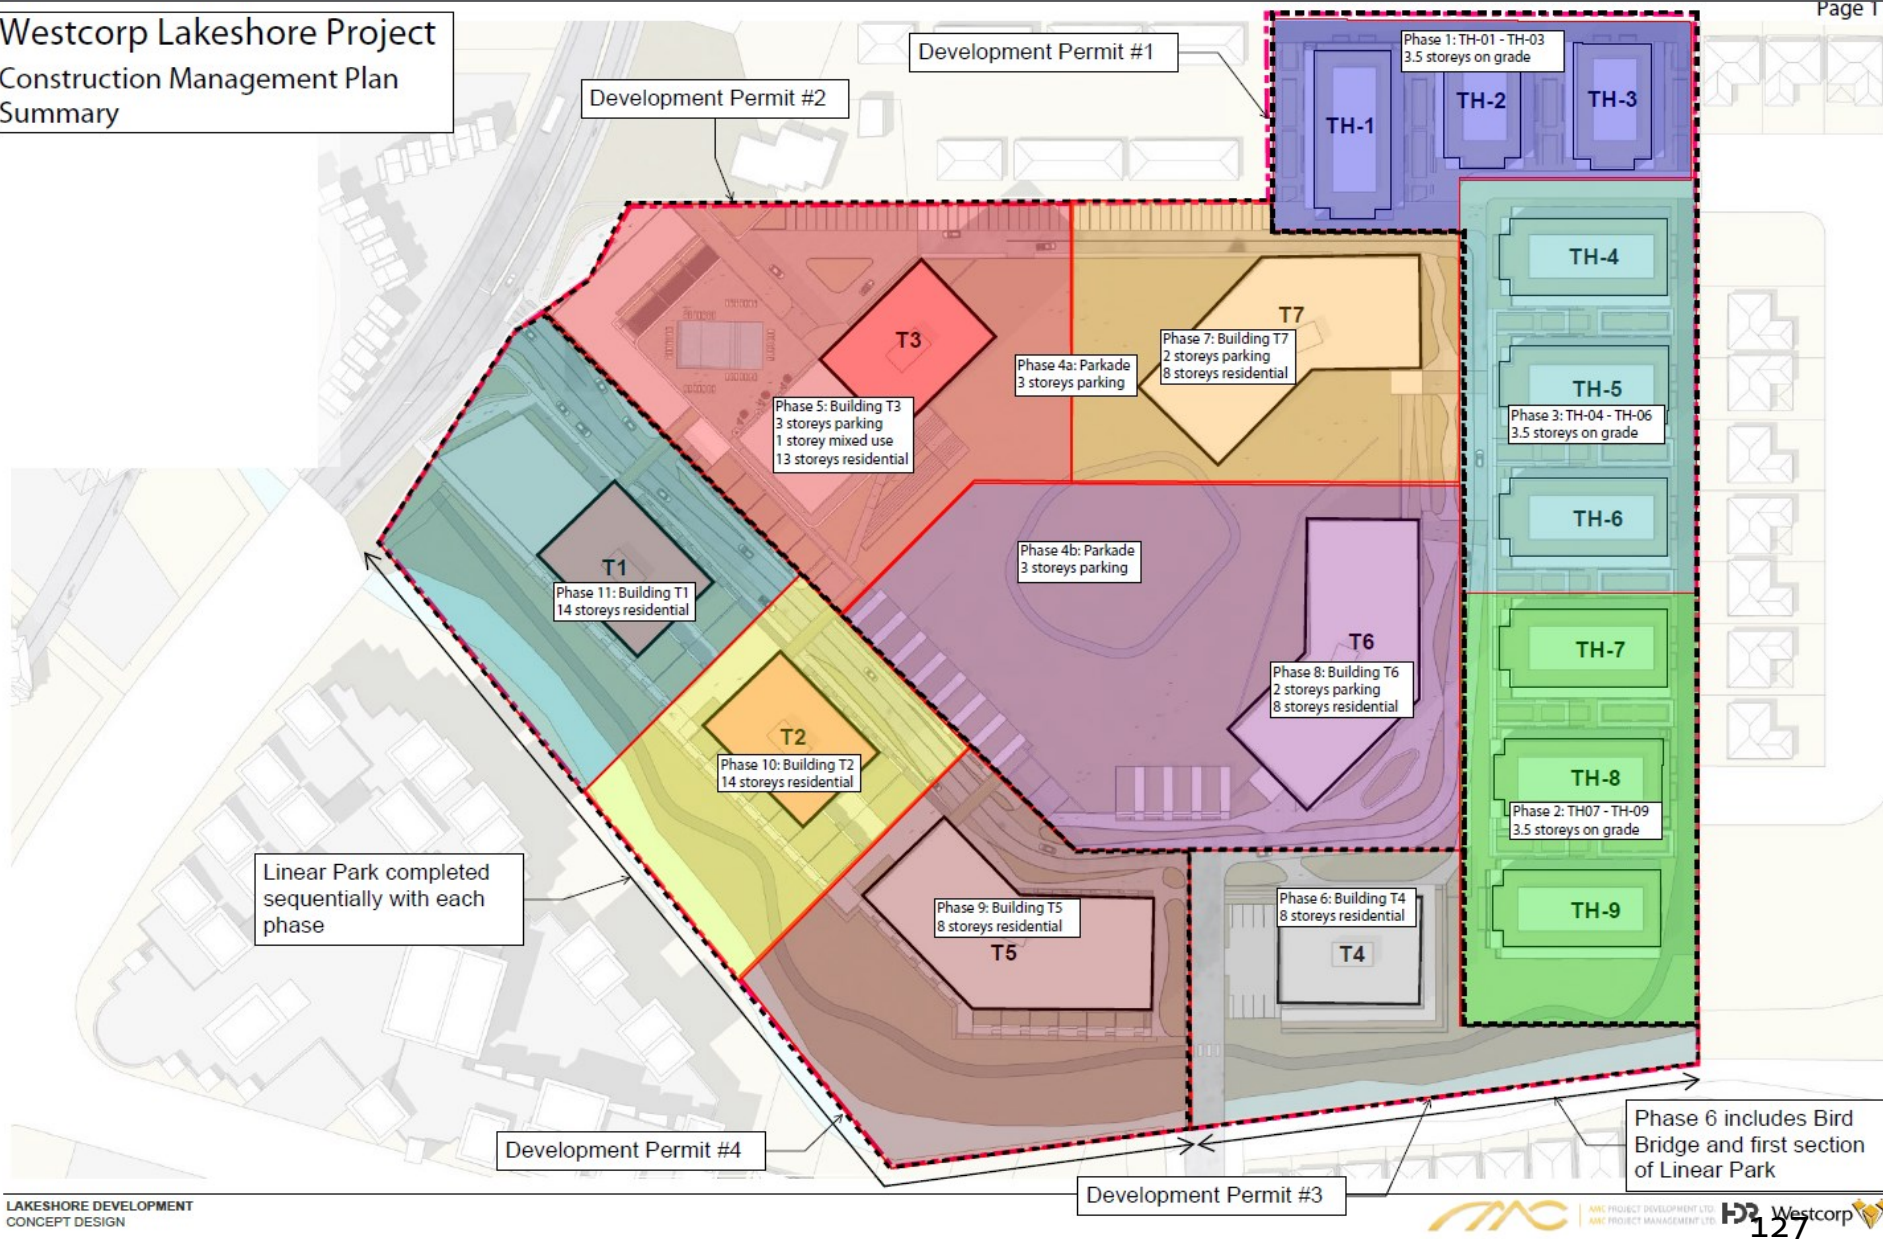 Page 1
Westcorp Lakeshore Project
Construction Management Plan
Summary
Development Permit #2
Development Permit #1
Phase 1: TH-01 - TH-03
3.5 storeys on grade
TH-1
TH-2
TH-3
TH-4
T3
T7
Phase 7: Building T7
2 storeys parking
8 storeys residential
Phase 4a: Parkade
3 storeys parking
TH-5
Phase 3: TH-04 - TH-06
3.5 storeys on grade
Phase 5: Building T3
3 storeys parking
1 storey mixed use
13 storeys residential
TH-6
T1
Phase 11: Building T1
14 storeys residential
Phase 4b: Parkade
3 storeys parking
T6
Phase 8: Building T6
2 storeys parking
8 storeys residential
TH-7
T2
Phase 10: Building T2
14 storeys residential
TH-8
Phase 2: TH07 - TH-09
3.5 storeys on grade
Linear Park completed
sequentially with each
phase
Phase 9: Building T5
8 storeys residential
T5
Phase 6: Building T4
8 storeys residential
T4
TH-9
Development Permit #4
Development Permit #3
Phase 6 includes Bird
Bridge and first section
of Linear Park
LAKESHORE DEVELOPMENT
CONCEPT DESIGN
AMC PROJECT DEVELOPMENT LTD.
AMC PROJECT MANAGEMENT LTD.
HDR
Westcorp
127